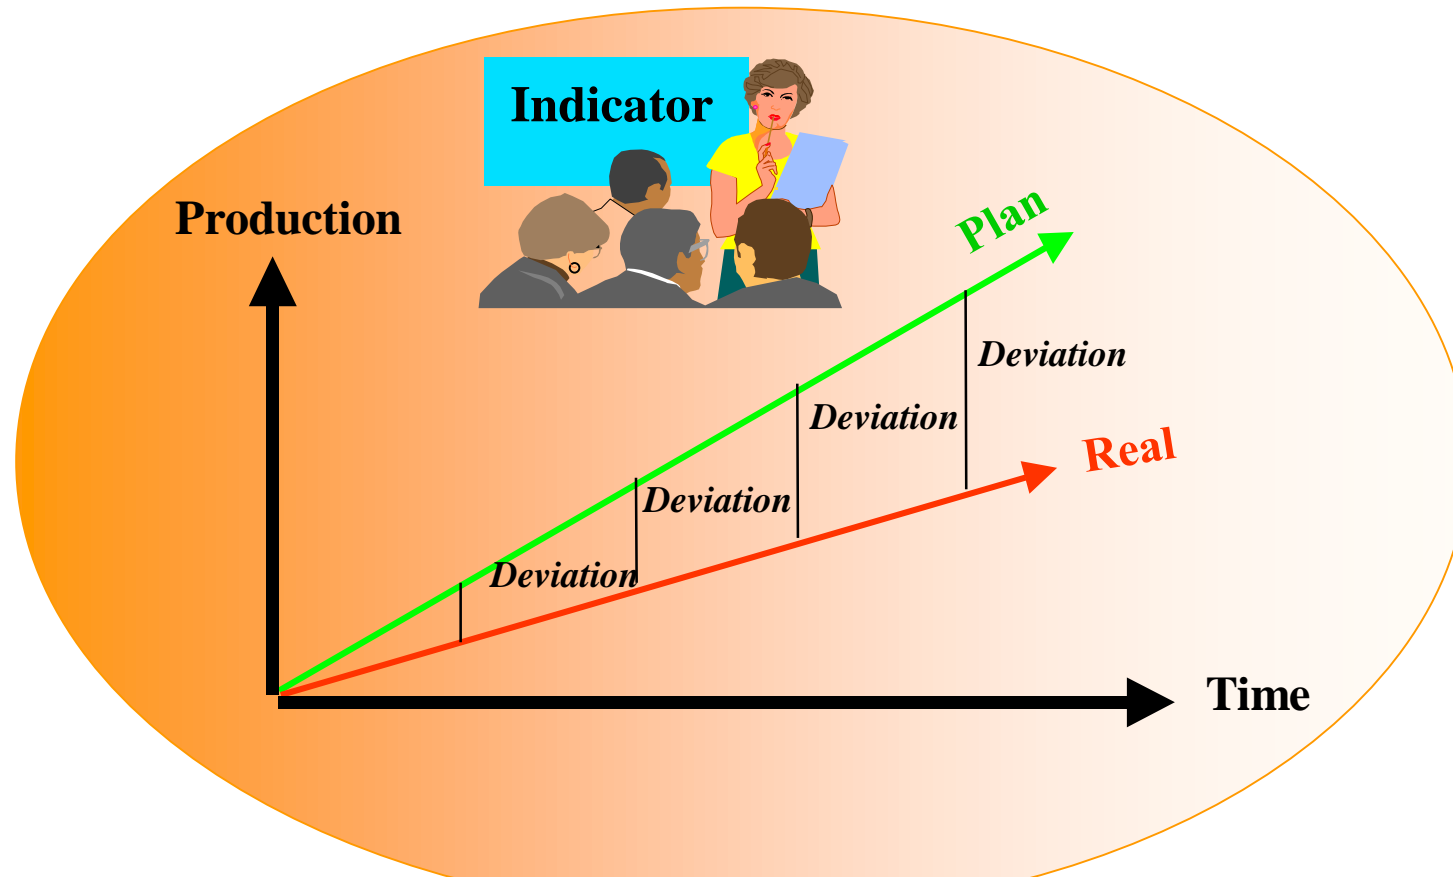 Indicator
Production
Plan
Deviation
Deviation
Real
Deviation
Deviation
Time